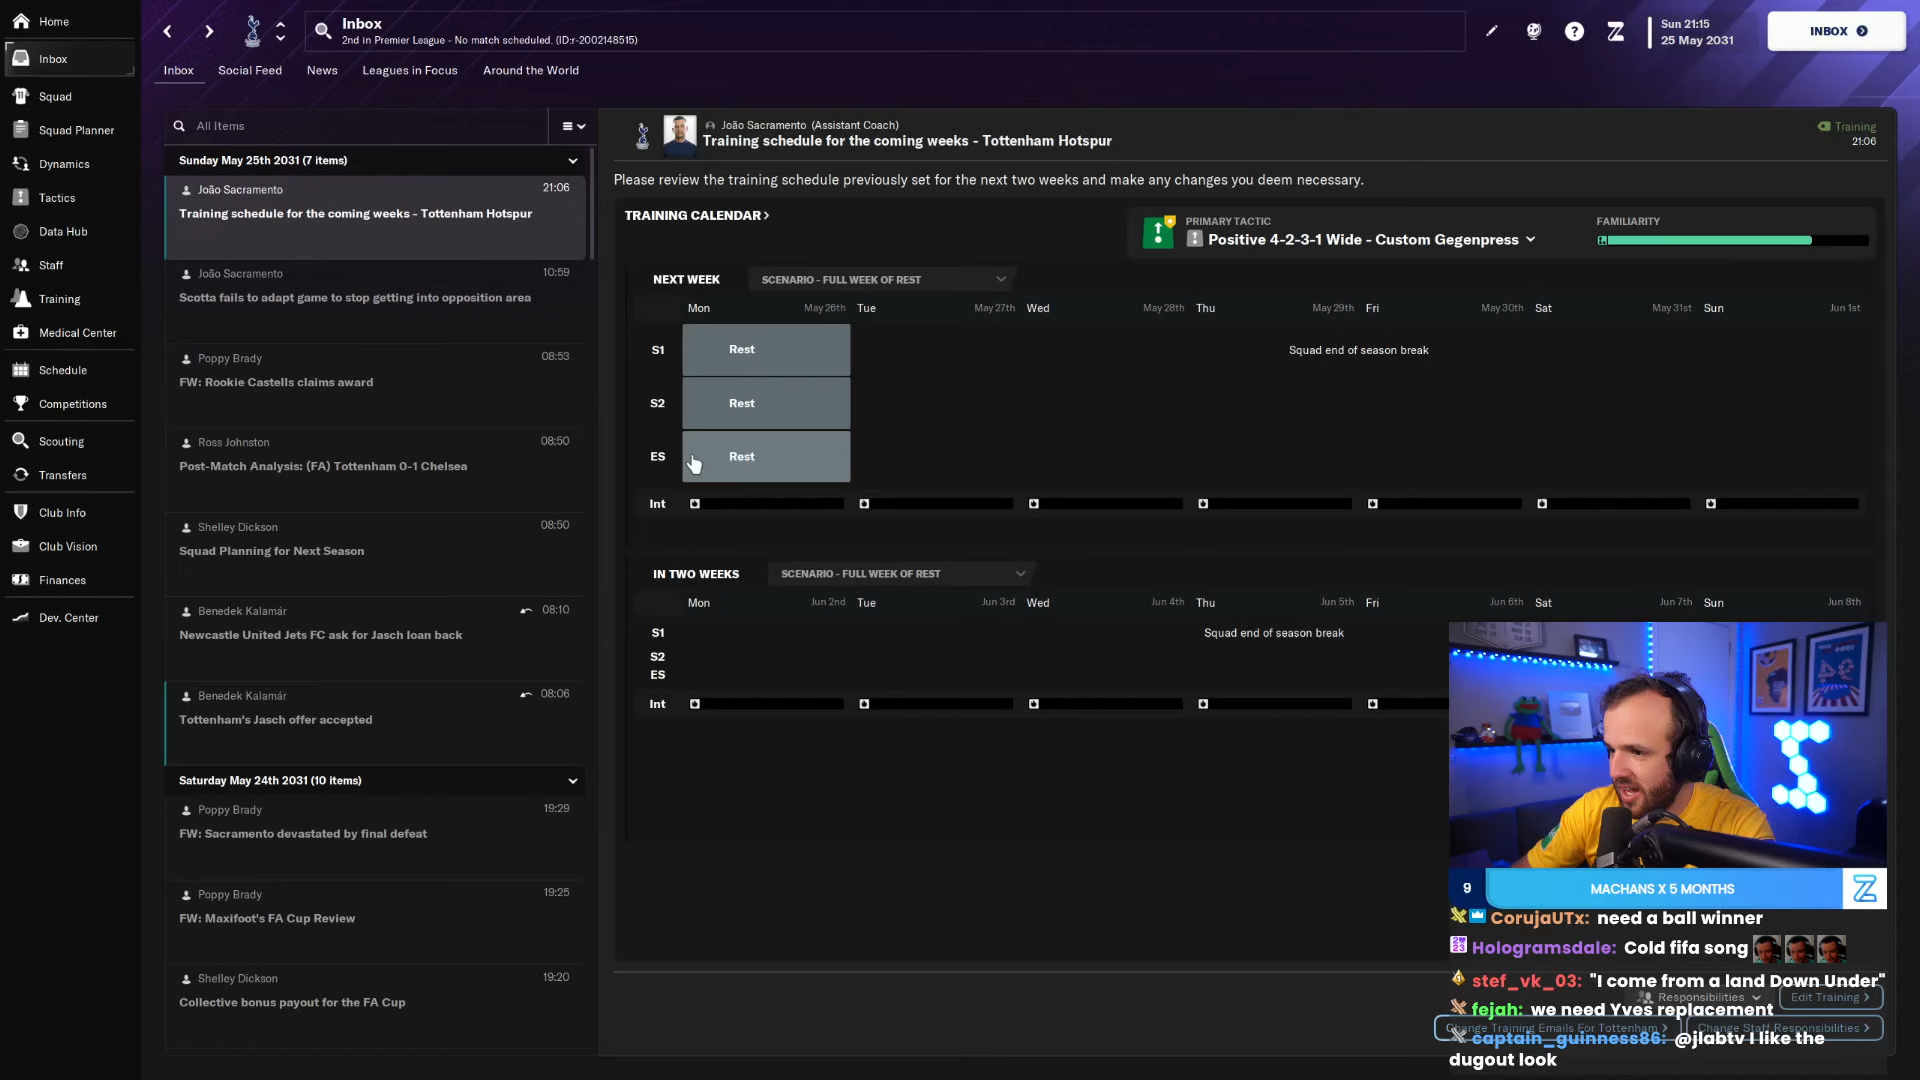 Home
Inbox
Squad
Squad Planner
Dynamics
Tactics
Data Hub
Staff
Training
Medical Center
Schedule
Competitions
Scouting
Transfers
Club Info
Club Vision
Finances
Dev. Center
Inbox
2nd in Premier League - No match scheduled. (ID:r-2002148515)
Sun 21:15
25 May 2031
INBOX
Inbox Social Feed News Leagues in Focus Around the World
All Items
Sunday May 25th 2031 (7 items)
João Sacramento 21:06
Training schedule for the coming weeks - Tottenham Hotspur
João Sacramento 10:59
Scotta fails to adapt game to stop getting into opposition area
Poppy Brady 08:53
FW: Rookie Castells claims award
Ross Johnston 08:50
Post-Match Analysis: (FA) Tottenham 0-1 Chelsea
Shelley Dickson 08:50
Squad Planning for Next Season
Benedek Kalamár 08:10
Newcastle United Jets FC ask for Jasch loan back
Benedek Kalamár 08:06
Tottenham's Jasch offer accepted
Saturday May 24th 2031 (10 items)
Poppy Brady 19:29
FW: Sacramento devastated by final defeat
Poppy Brady 19:25
FW: Maxifoot's FA Cup Review
Shelley Dickson 19:20
Collective bonus payout for the FA Cup
João Sacramento (Assistant Coach)
Training schedule for the coming weeks - Tottenham Hotspur
Training
21:06
Please review the training schedule previously set for the next two weeks and make any changes you deem necessary.
TRAINING CALENDAR
PRIMARY TACTIC
Positive 4-2-3-1 Wide - Custom Gegenpress
FAMILIARITY
NEXT WEEK SCENARIO - FULL WEEK OF REST
Mon May 26th Tue May 27th Wed May 28th Thu May 29th Fri May 30th Sat May 31st Sun Jun 1st
S1 Rest Squad end of season break
S2 Rest
ES Rest
Int
IN TWO WEEKS SCENARIO - FULL WEEK OF REST
Mon Jun 2nd Tue Jun 3rd Wed Jun 4th Thu Jun 5th Fri Jun 6th Sat Jun 7th Sun Jun 8th
S1 Squad end of season break
S2
ES
Int
9 MACHANS X 5 MONTHS
CorujaUTx: need a ball winner
Hologramsdale: Cold fifa song
stef_vk_03: "I come from a land Down Under"
Responsibilities Edit Training
fejah: we need Yves replacement
Change Training Emails For Tottenham Change Staff Responsibilities
captain_guinness86: @jlabtv I like the
dugout look